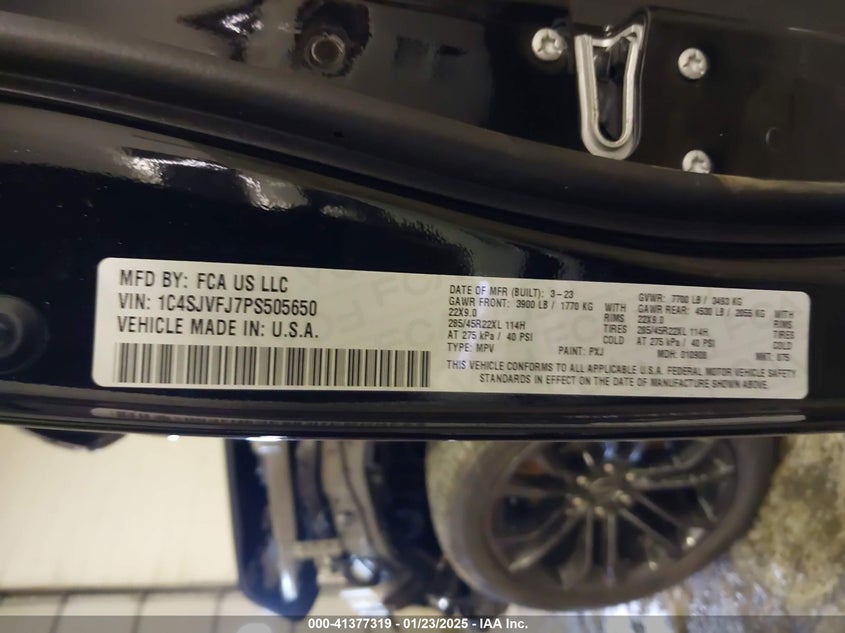 MFD BY: FCA US LLC
VIN: 1C4SJVFJ7PS505650
VEHICLE MADE IN: U.S.A.
DATE OF MFR (BUILT): 3-23 GVWR: 7700 LB / 3493 KG
GAWR FRONT: 3900 LB / 1770 KG WITH GAWR REAR: 4530 LB / 2055 KG WITH
22X9.0 RIMS 22X9.0 RIMS
285/45R22XL 114H TIRES 285/45R22XL 114H TIRES
AT 275 kPa / 40 PSI COLD AT 275 kPa / 40 PSI COLD
TYPE: MPV PAINT: PXJ MDH: 010908 075
THIS VEHICLE CONFORMS TO ALL APPLICABLE U.S.A. FEDERAL MOTOR VEHICLE SAFETY
STANDARDS IN EFFECT ON THE DATE OF MANUFACTURE SHOWN ABOVE.
000-41377319 - 01/23/2025 - IAA Inc.